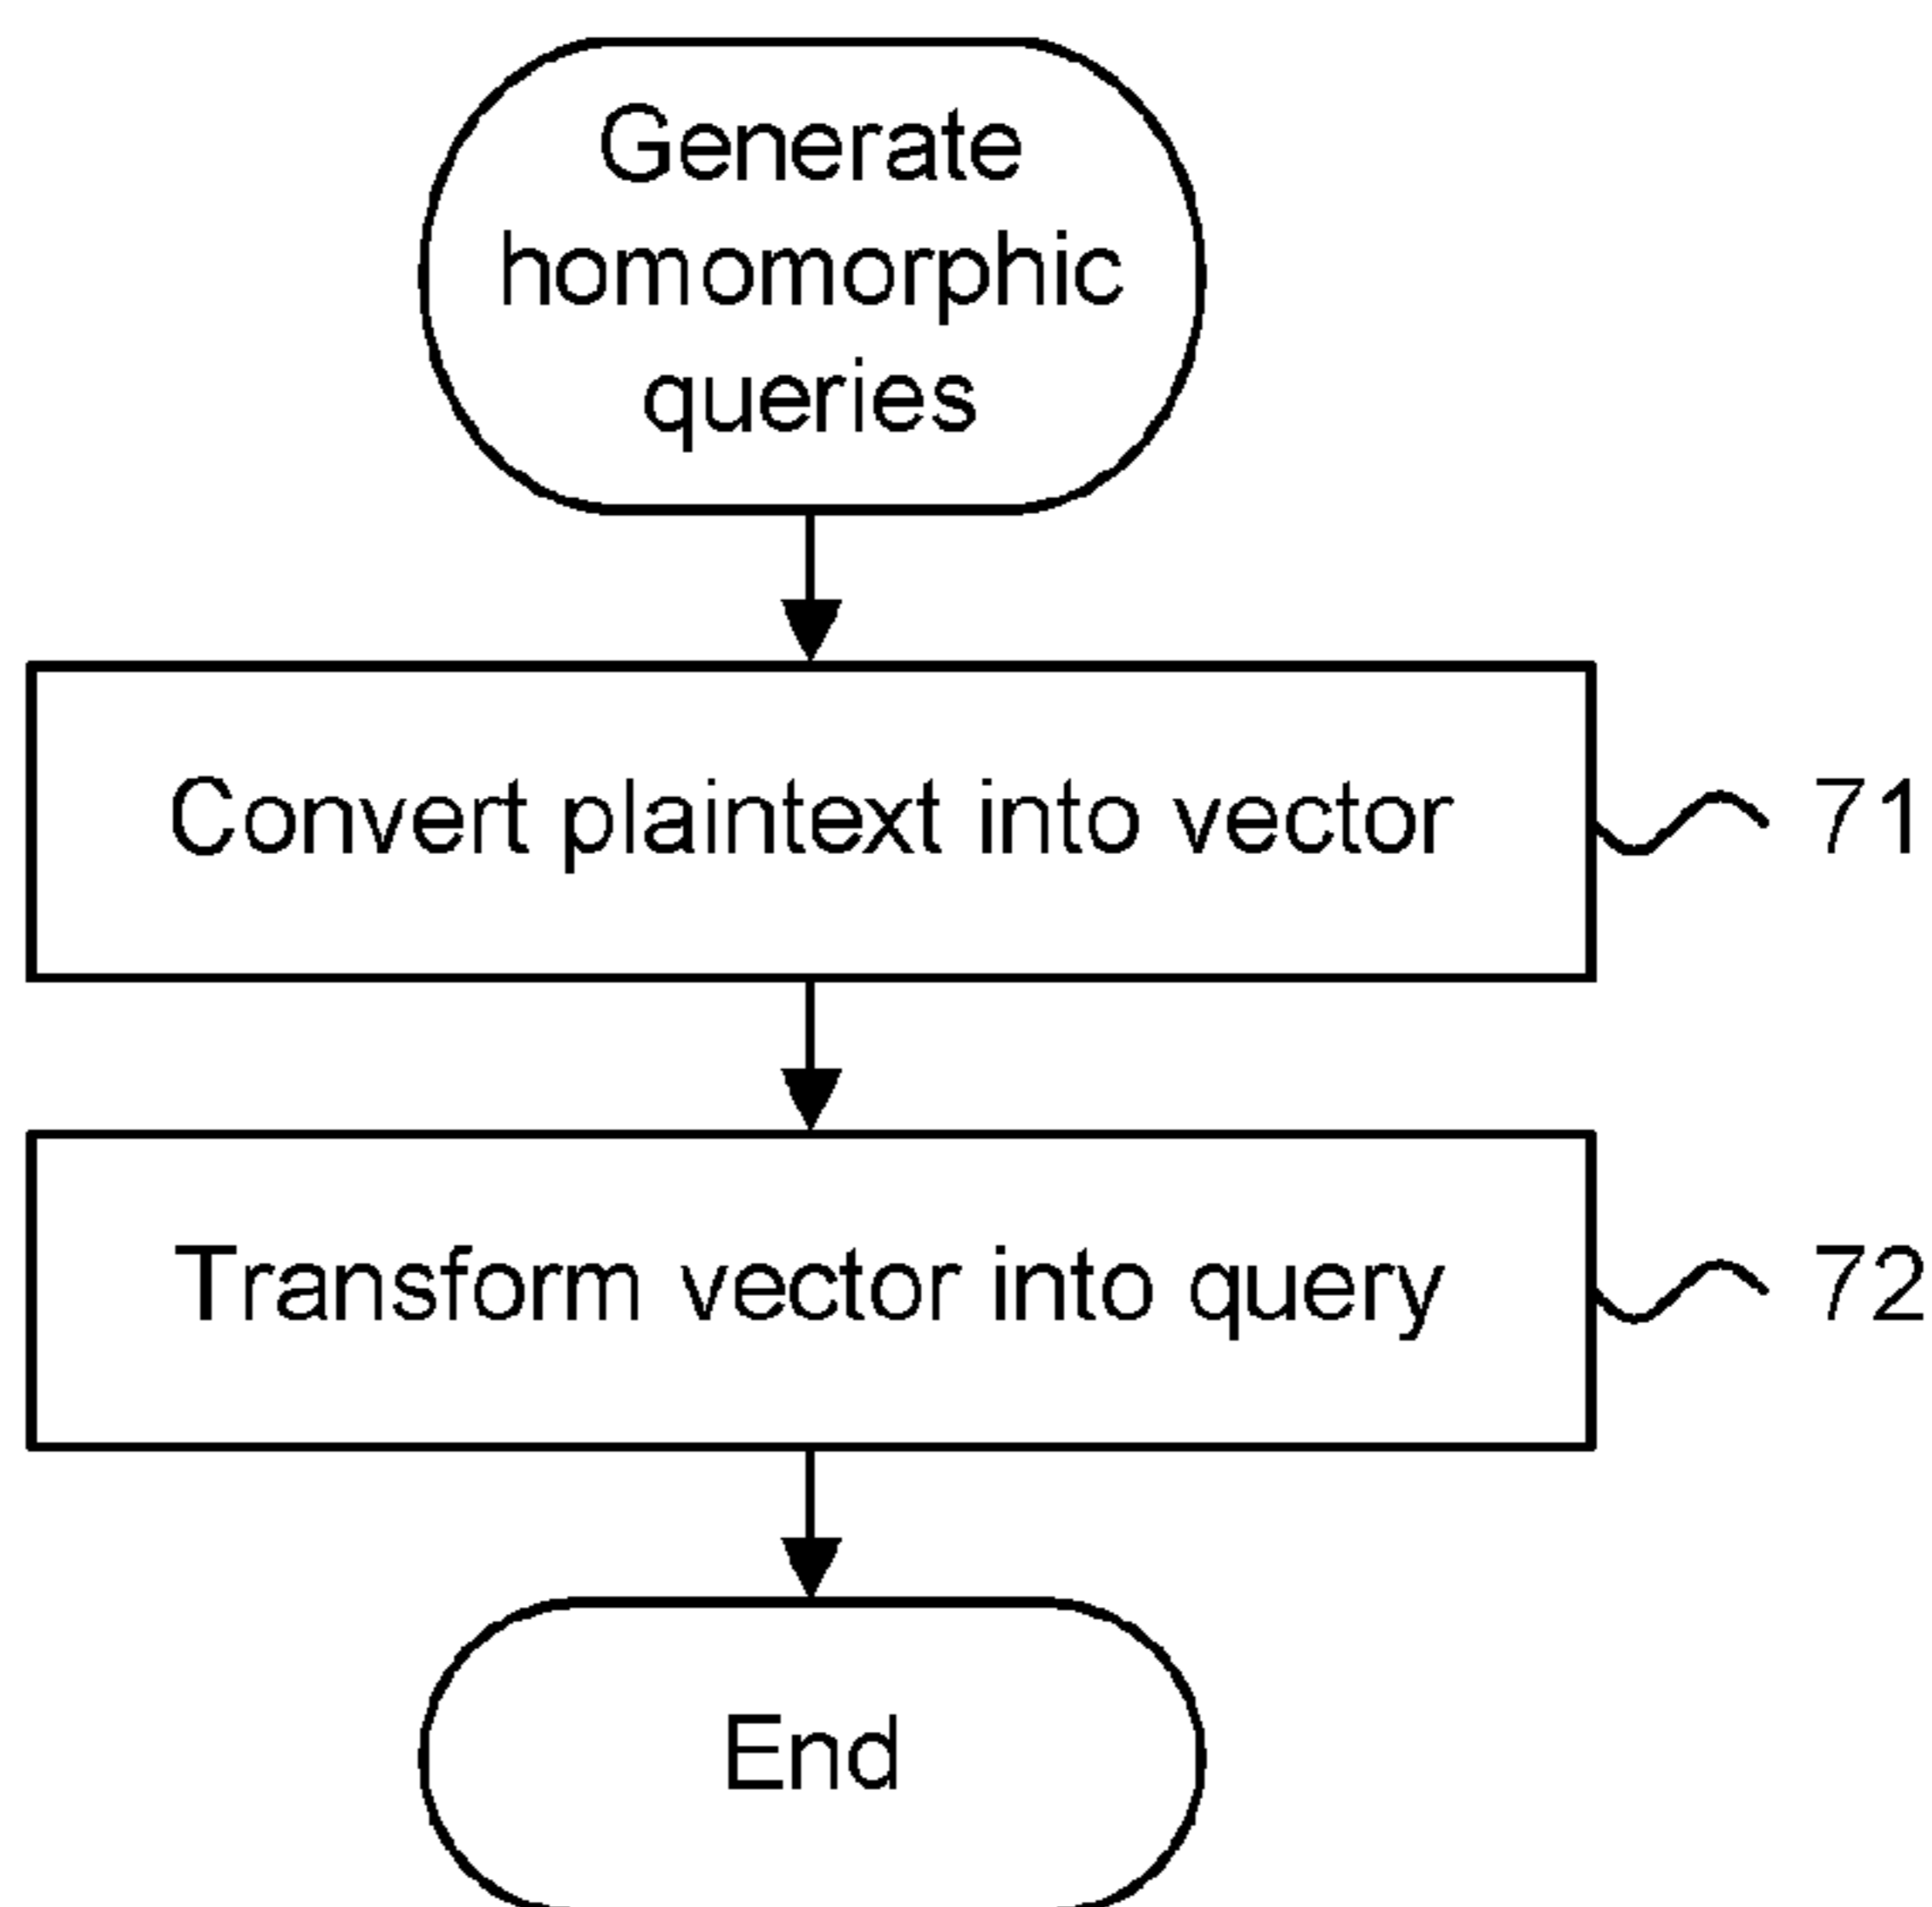 Generate
homomorphic
queries
Convert plaintext into vector
71
Transform vector into query
72
End